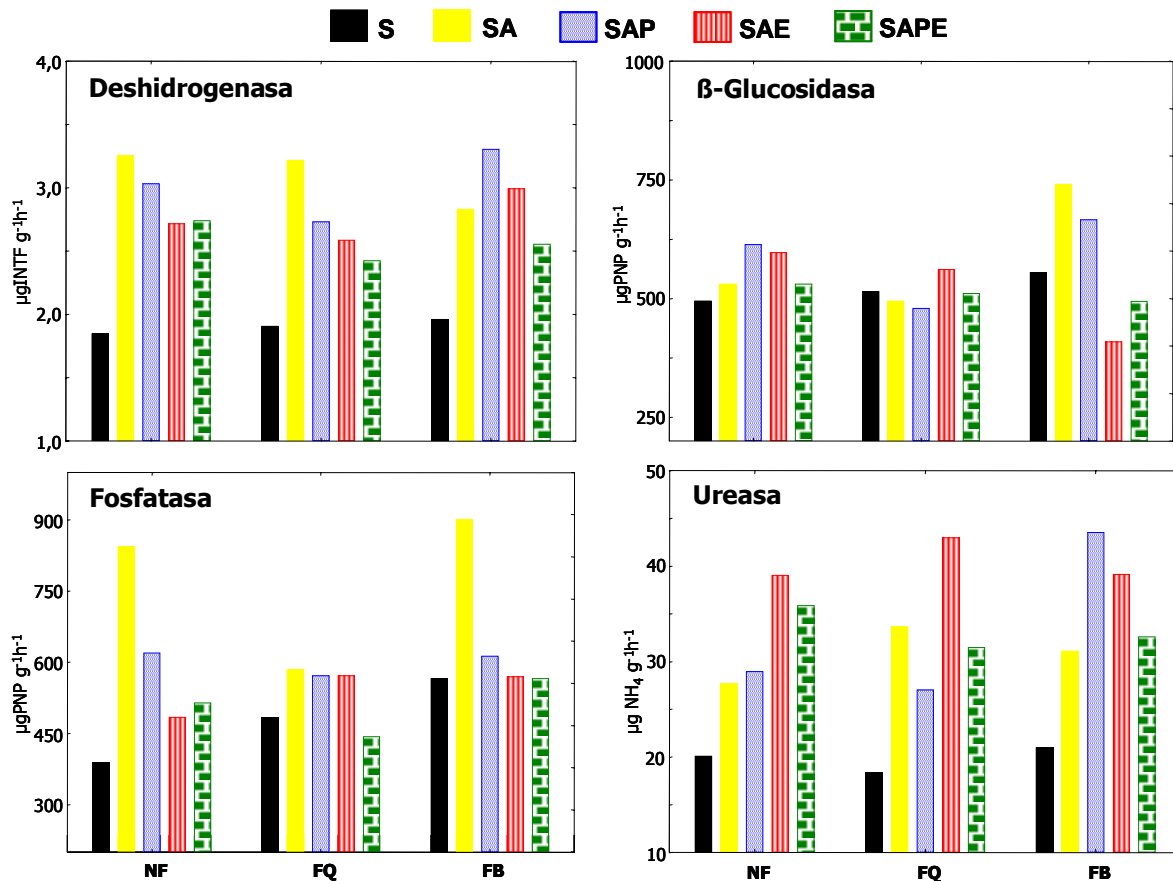 S SA SAP SAE SAPE
Deshidrogenasa
µgINTF g⁻¹h⁻¹
4,0
3,0
2,0
1,0
ß-Glucosidasa
µgPNP g⁻¹h⁻¹
1000
750
500
250
Fosfatasa
µgPNP g⁻¹h⁻¹
900
750
600
450
300
NF FQ FB
Ureasa
µg NH₄ g⁻¹h⁻¹
50
40
30
20
10
NF FQ FB